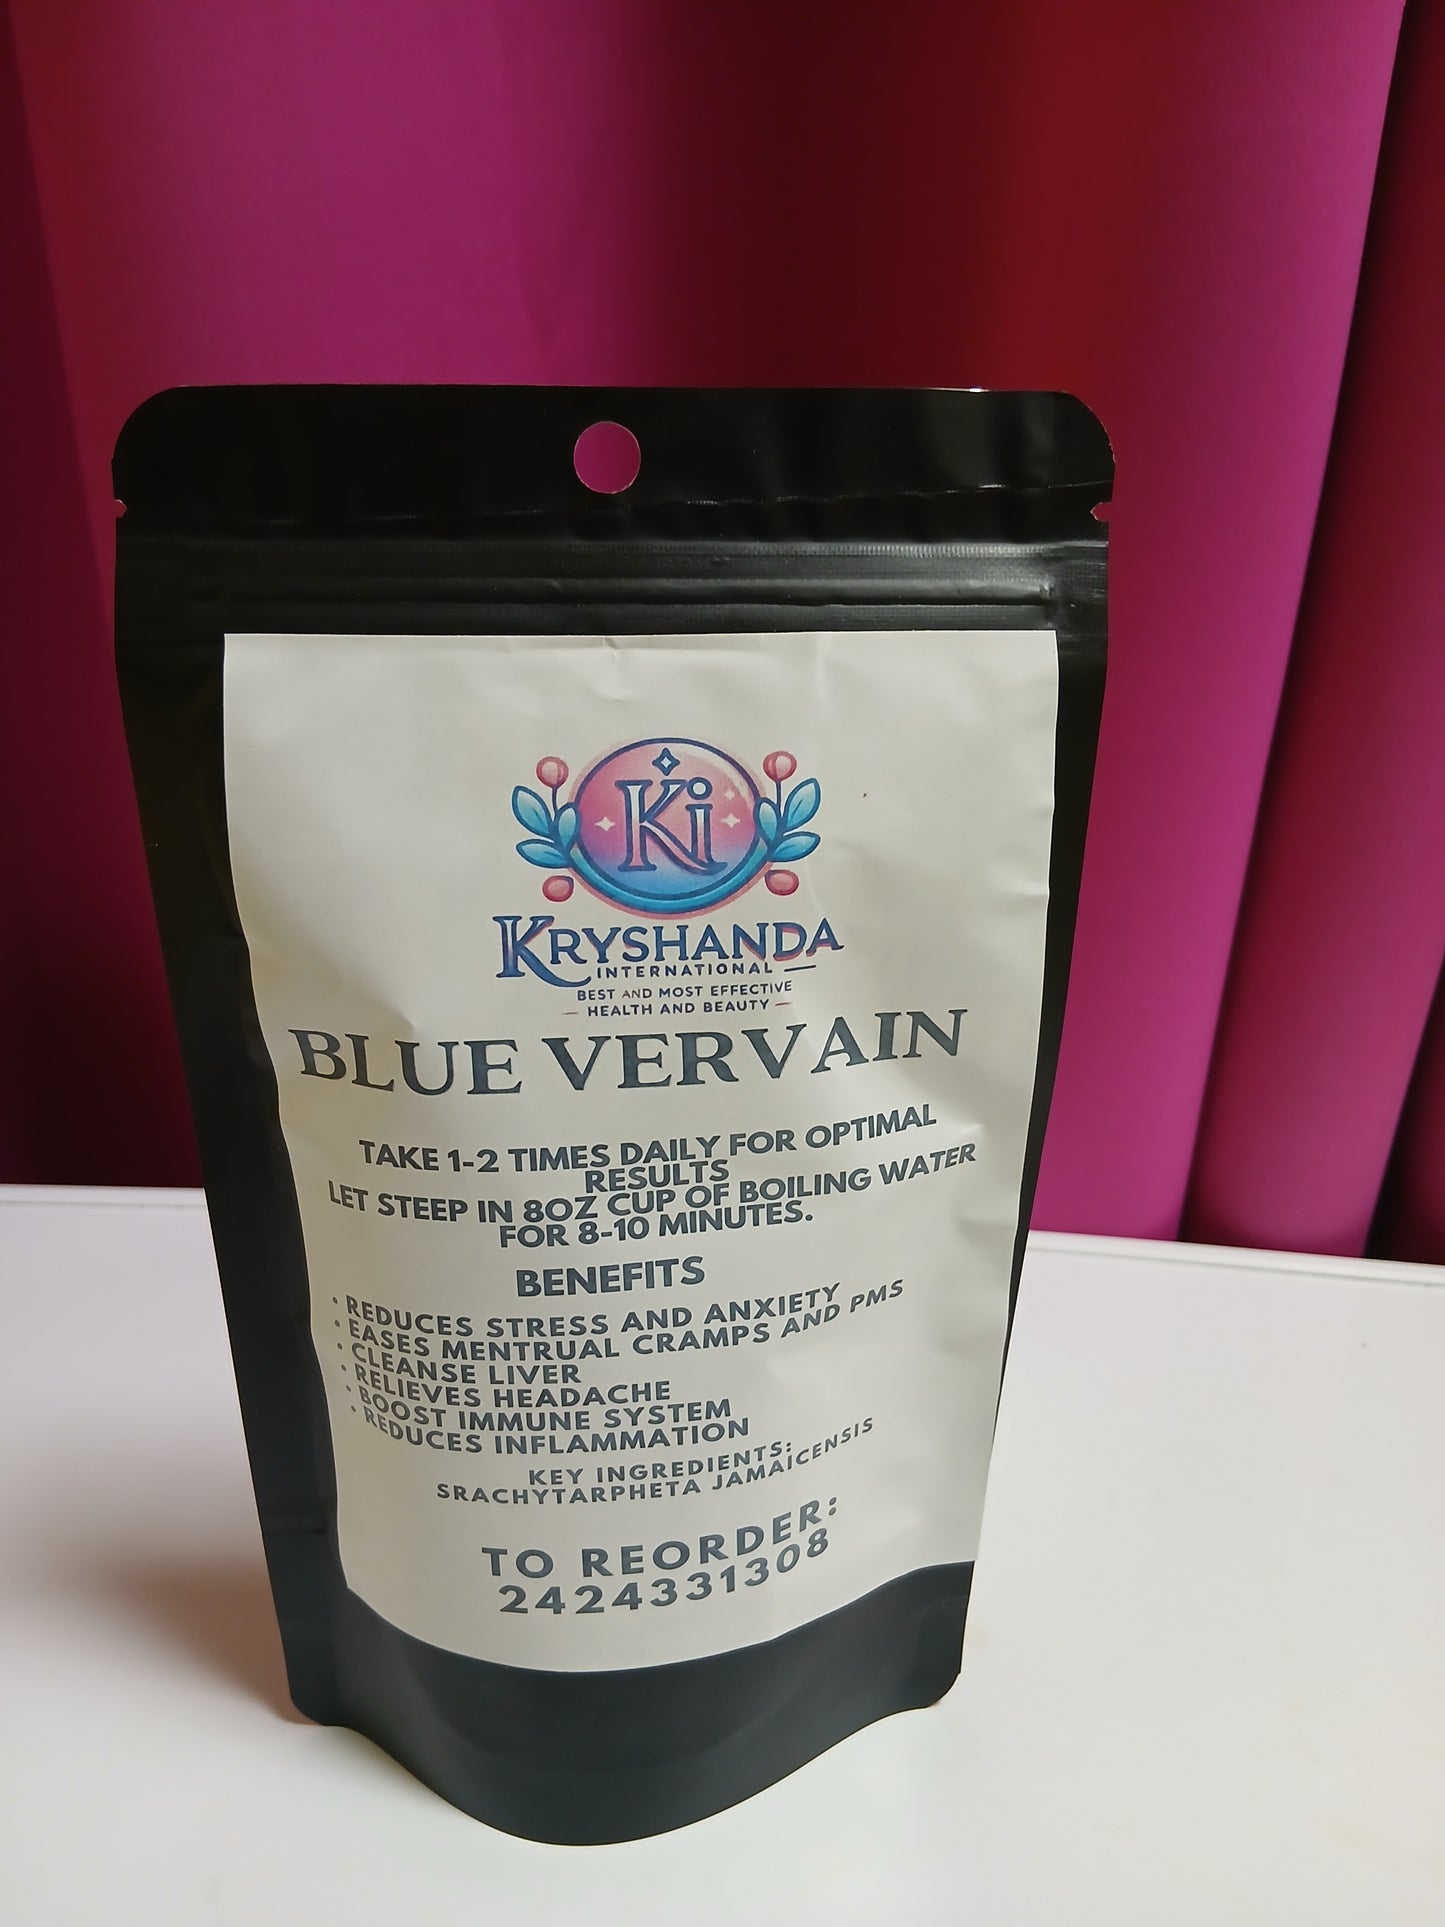 Ki
KRYSHANDA
INTERNATIONAL
BEST AND MOST EFFECTIVE
HEALTH AND BEAUTY
BLUE VERVAIN
TAKE 1-2 TIMES DAILY FOR OPTIMAL
RESULTS
LET STEEP IN 8OZ CUP OF BOILING WATER
FOR 8-10 MINUTES.
BENEFITS
• REDUCES STRESS AND ANXIETY
• EASES MENTRUAL CRAMPS AND PMS
• CLEANSE LIVER
• RELIEVES HEADACHE
• BOOST IMMUNE SYSTEM
• REDUCES INFLAMMATION
KEY INGREDIENTS:
SRACHYTARPHETA JAMAICENSIS
TO REORDER:
2424331308